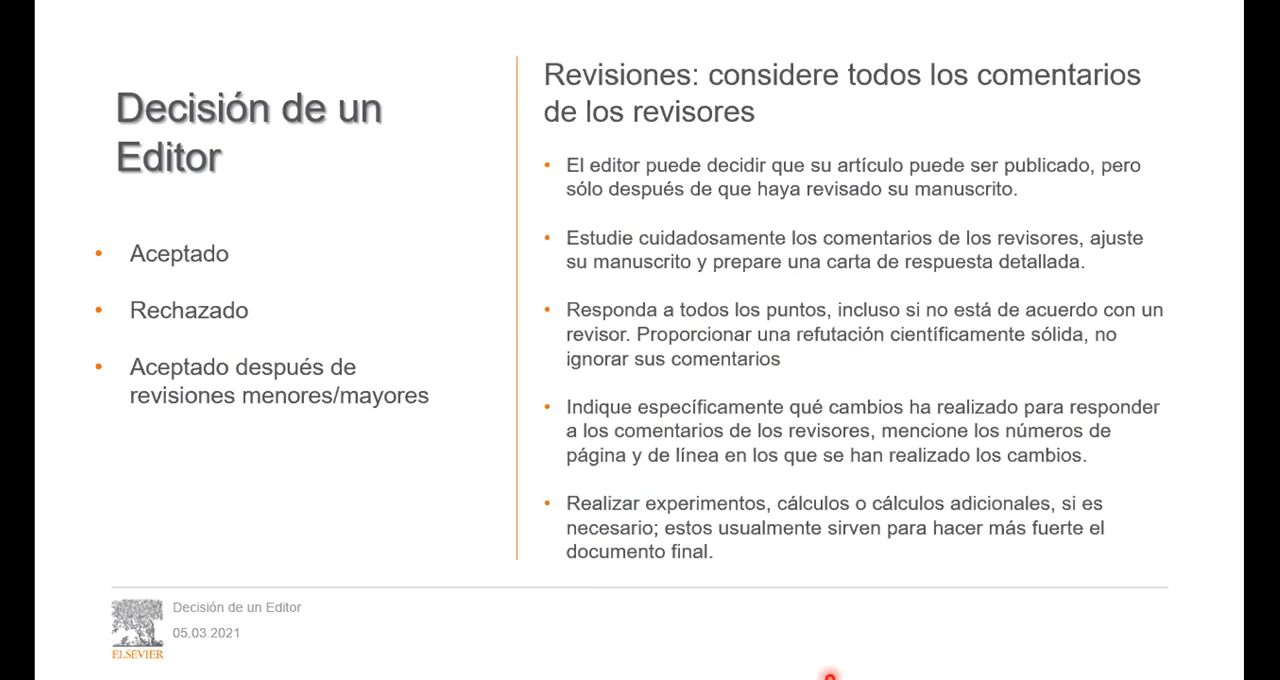 Decisión de un
Editor
Aceptado
Rechazado
Aceptado después de
revisiones menores/mayores
Revisiones: considere todos los comentarios
de los revisores
El editor puede decidir que su artículo puede ser publicado, pero
sólo después de que haya revisado su manuscrito.
Estudie cuidadosamente los comentarios de los revisores, ajuste
su manuscrito y prepare una carta de respuesta detallada.
Responda a todos los puntos, incluso si no está de acuerdo con un
revisor. Proporcionar una refutación científicamente sólida, no
ignorar sus comentarios
Indique específicamente qué cambios ha realizado para responder
a los comentarios de los revisores, mencione los números de
página y de línea en los que se han realizado los cambios.
Realizar experimentos, cálculos o cálculos adicionales, si es
necesario; estos usualmente sirven para hacer más fuerte el
documento final.
Decisión de un Editor
05.03.2021
ELSEVIER